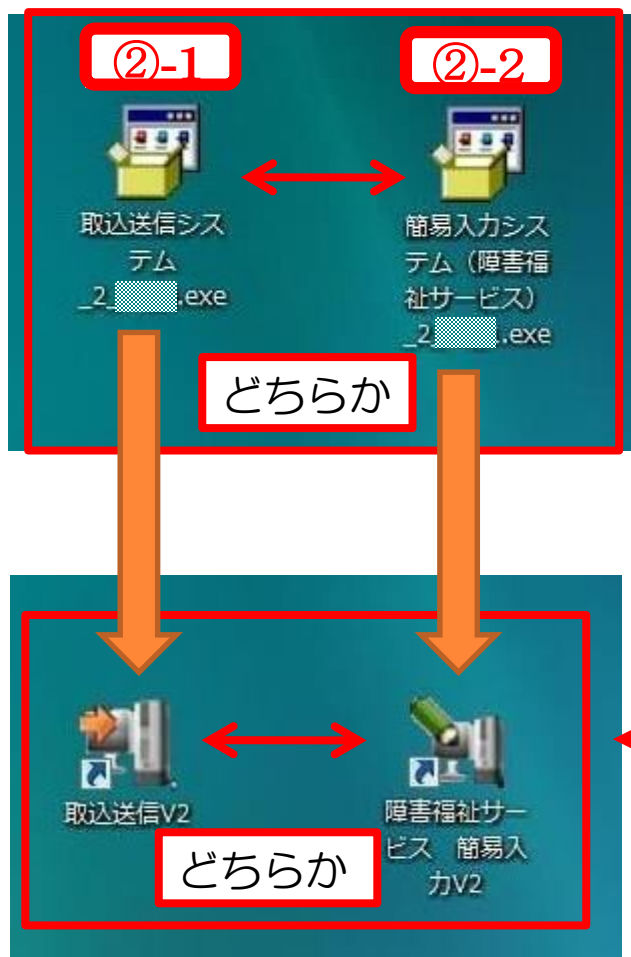 ②-1
②-2
取込送信シス
テム
_2_
.exe
簡易入力シス
テム（障害福
祉サービス）
_2_
.exe
どちらか
取込送信V2
障害福祉サー
ビス 簡易入
力V2
どちらか